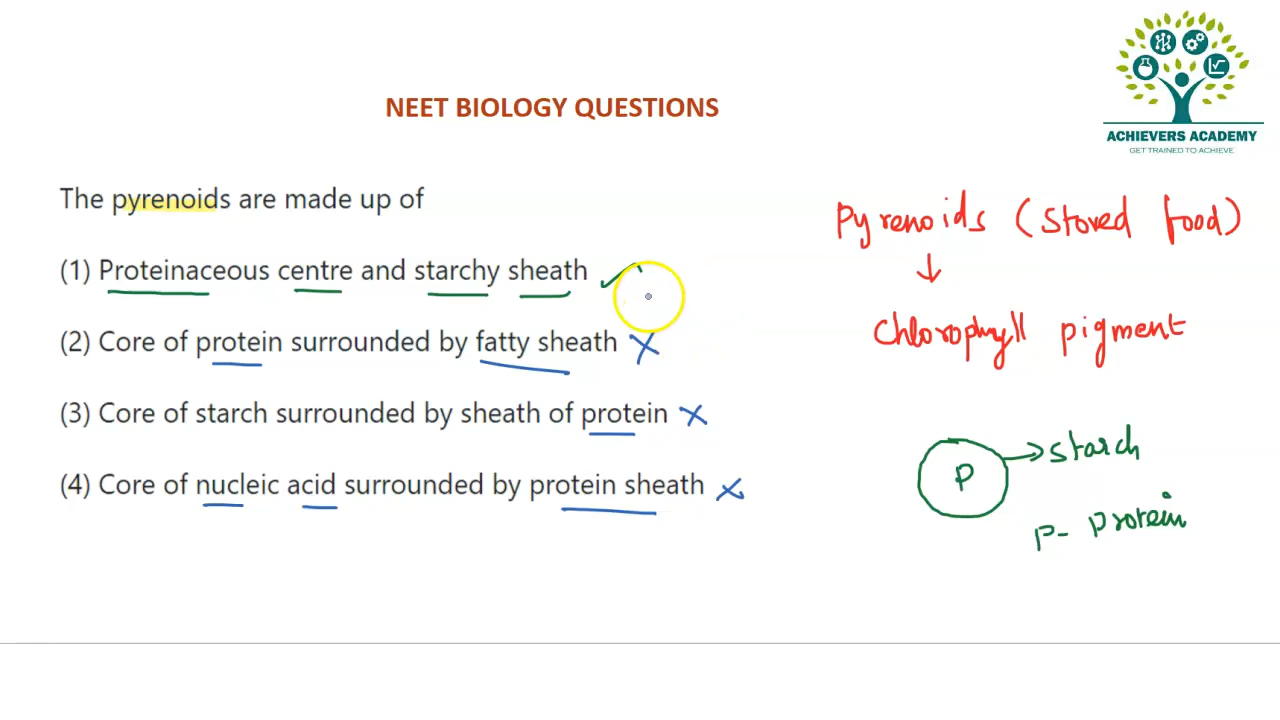 ACHIEVERS ACADEMY
GET TRAINED TO ACHIEVE
NEET BIOLOGY QUESTIONS
The pyrenoids are made up of
(1) Proteinaceous centre and starchy sheath
(2) Core of protein surrounded by fatty sheath
(3) Core of starch surrounded by sheath of protein
(4) Core of nucleic acid surrounded by protein sheath
Pyrenoids (stored food)
Chlorophyll pigment
P
starch
P- Protein